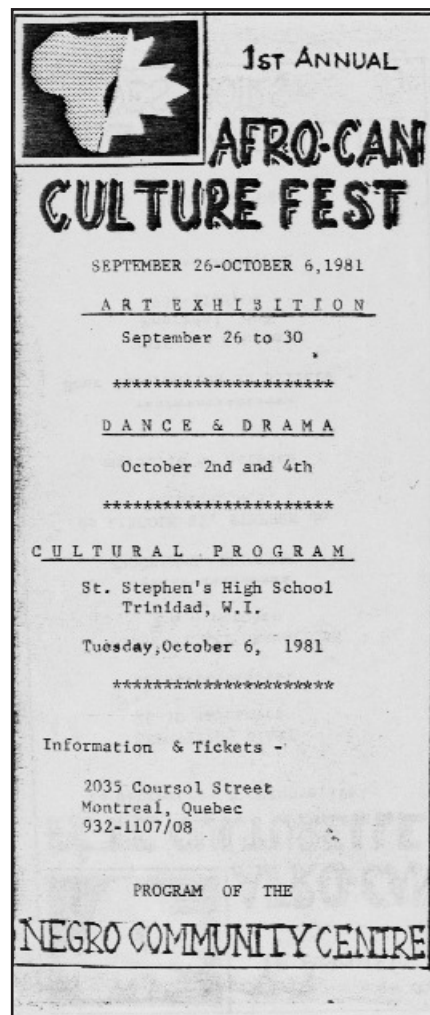 1ST ANNUAL
AFRO-CAN
CULTURE FEST
SEPTEMBER 26-OCTOBER 6,1981
ART EXHIBITION
September 26 to 30
**********************
DANCE & DRAMA
October 2nd and 4th
**********************
CULTURAL PROGRAM
St. Stephen's High School
Trinidad, W.I.
Tuesday,October 6, 1981
**********************
Information & Tickets -
2035 Coursol Street
Montreal, Quebec
932-1107/08
PROGRAM OF THE
NEGRO COMMUNITY CENTRE